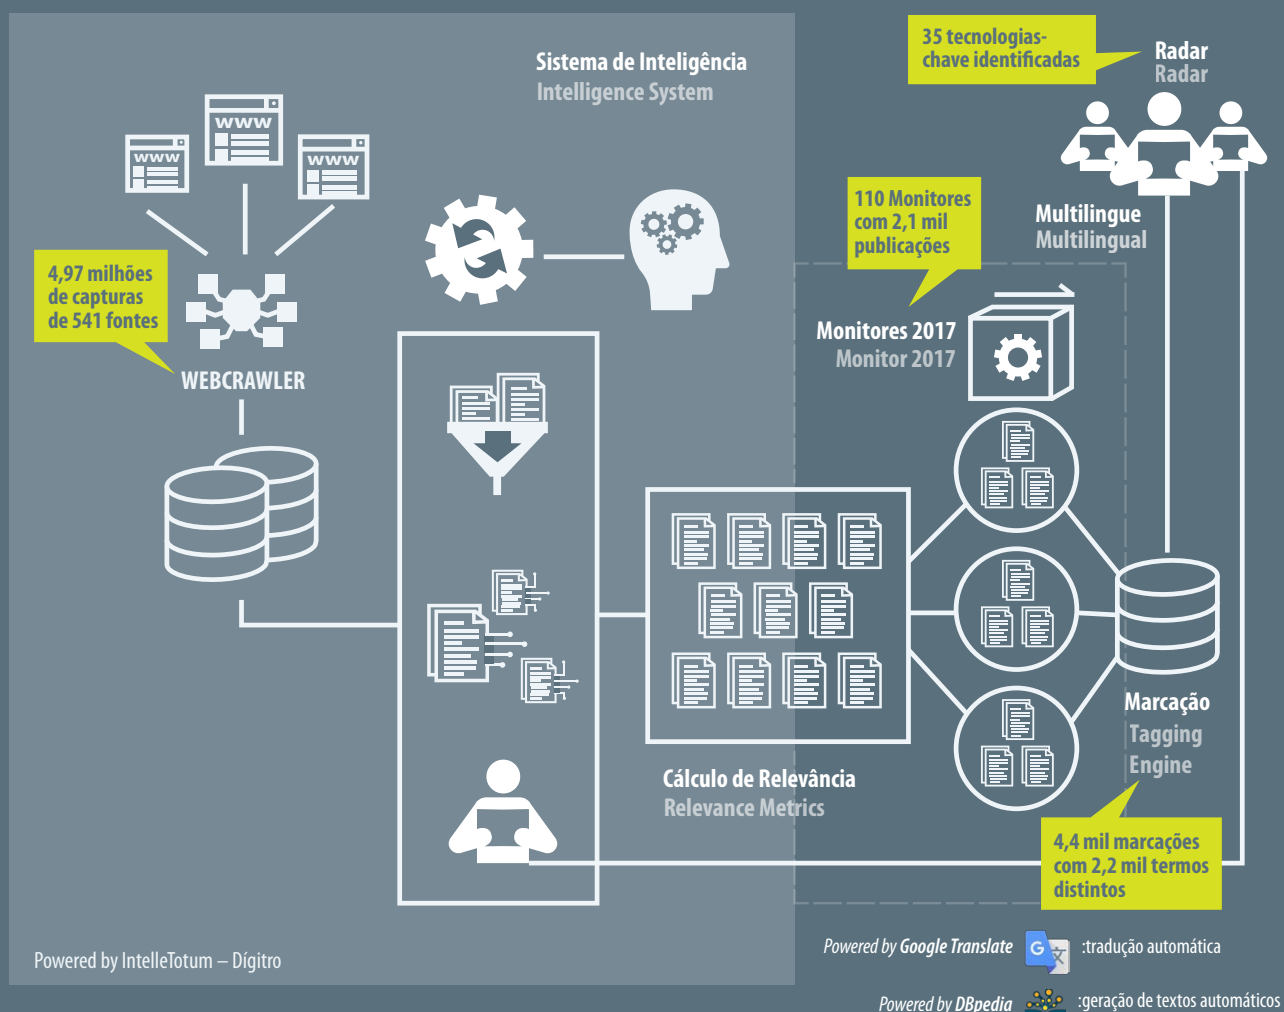 35 tecnologias-
chave identificadas
Radar
Radar
Sistema de Inteligência
Intelligence System
www
www
www
110 Monitores
com 2,1 mil
publicações
Multilingue
Multilingual
4,97 milhões
de capturas
de 541 fontes
WEBCRAWLER
Monitores 2017
Monitor 2017
Marcação
Tagging
Engine
Cálculo de Relevância
Relevance Metrics
4,4 mil marcações
com 2,2 mil termos
distintos
Powered by IntelleTotum – Dígitro
Powered by Google Translate G 文 :tradução automática
Powered by DBpedia :geração de textos automáticos